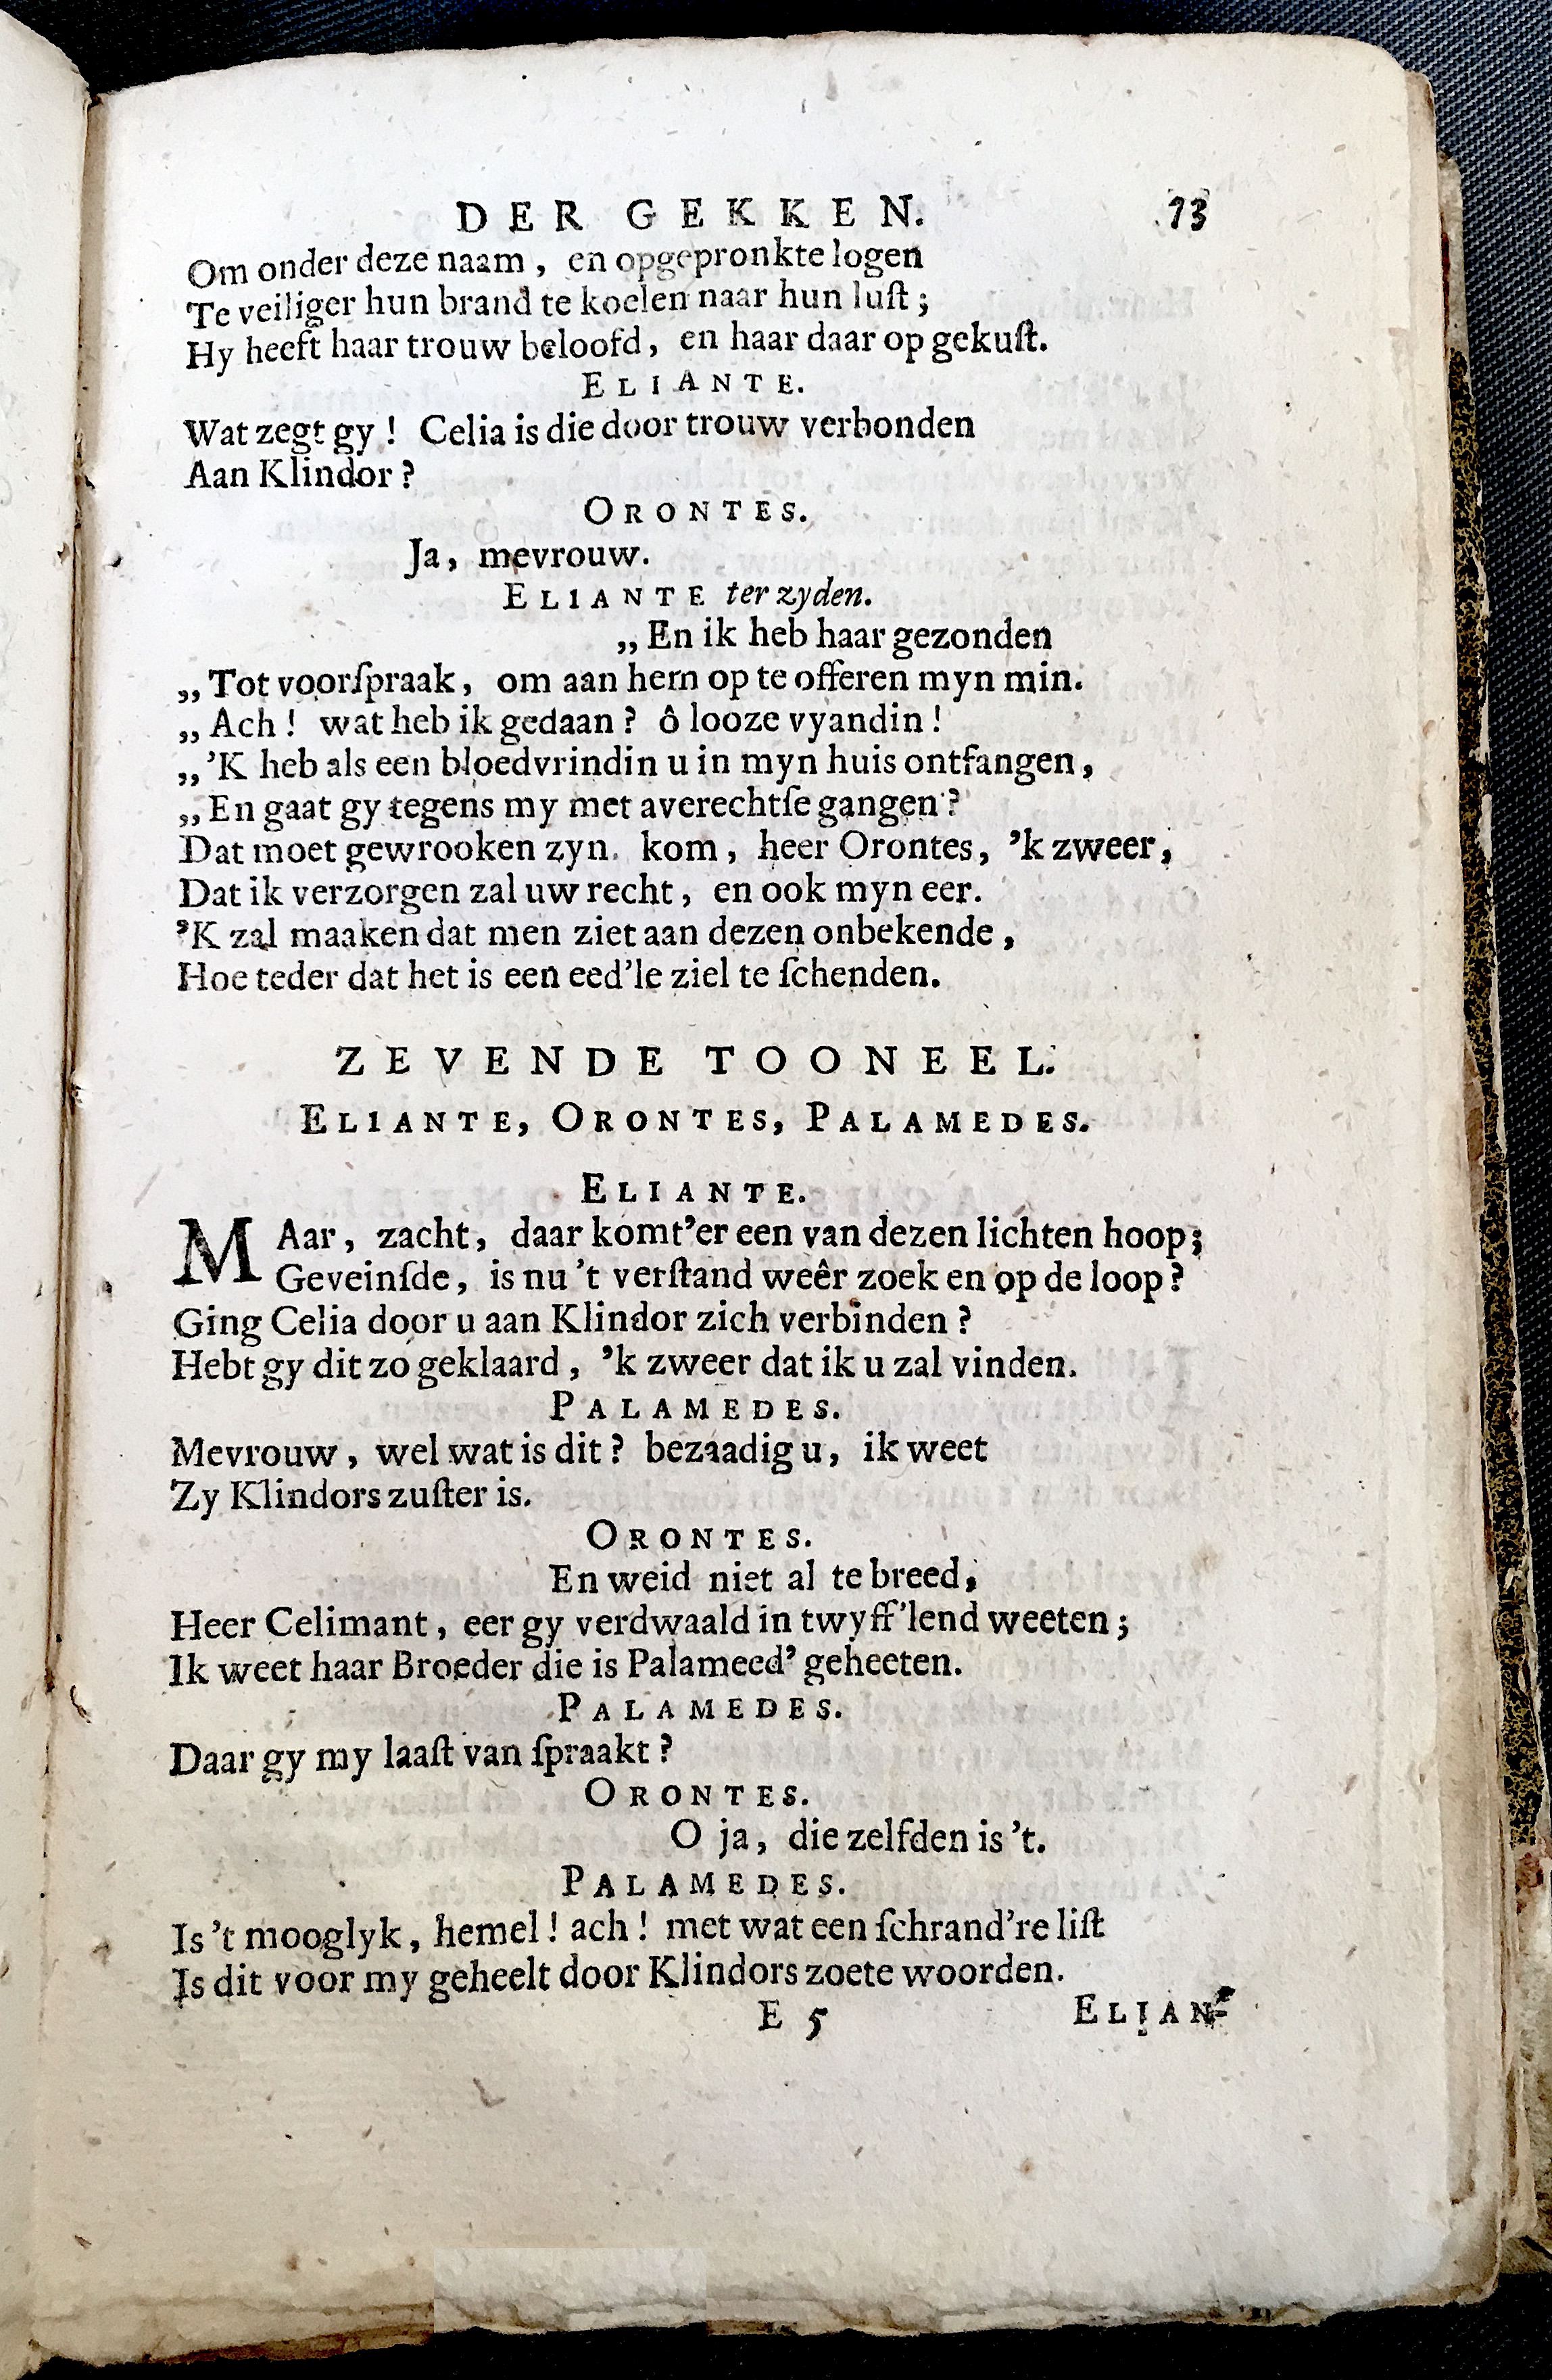 DER GEKKEN. 73
Om onder deze naam, en opgepronkte logen
Te veiliger hun brand te koelen naar hun luſt;
Hy heeft haar trouw beloofd, en haar daar op gekuſt.
ELIANTE.
Wat zegt gy! Celia is die door trouw verbonden
Aan Klindor?
ORONTES.
Ja, mevrouw.
ELIANTE ter zyden.
„En ik heb haar gezonden
„Tot voorſpraak, om aan hem op te offeren myn min.
„Ach! wat heb ik gedaan? ô looze vyandin!
„'K heb als een bloedvrindin u in myn huis ontfangen,
„En gaat gy tegens my met averechtſe gangen?
Dat moet gewrooken zyn. kom, heer Orontes, 'k zweer,
Dat ik verzorgen zal uw recht, en ook myn eer.
'K zal maaken dat men ziet aan dezen onbekende,
Hoe teder dat het is een eed'le ziel te ſchenden.
ZEVENDE TOONEEL.
ELIANTE, ORONTES, PALAMEDES.
ELIANTE.
MAar, zacht, daar komt'er een van dezen lichten hoop;
Geveinſde, is nu 't verſtand weêr zoek en op de loop?
Ging Celia door u aan Klindor zich verbinden?
Hebt gy dit zo geklaard, 'k zweer dat ik u zal vinden.
PALAMEDES.
Mevrouw, wel wat is dit? bezaadig u, ik weet
Zy Klindors zuſter is.
ORONTES.
En weid niet al te breed,
Heer Celimant, eer gy verdwaald in twyff'lend weeten;
Ik weet haar Broeder die is Palameed' geheeten.
PALAMEDES.
Daar gy my laaſt van ſpraakt?
ORONTES.
O ja, die zelfden is 't.
PALAMEDES.
Is 't mooglyk, hemel! ach! met wat een ſchrand're liſt
Is dit voor my geheelt door Klindors zoete woorden.
E 5 ELIAN-